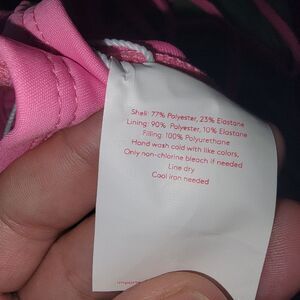 Shell: 77% Polyester, 23% Elastane
Lining: 90% Polyester, 10% Elastane
Filling: 100% Polyurethane
Hand wash cold with like colors,
Only non-chlorine bleach if needed
Line dry
Cool iron needed